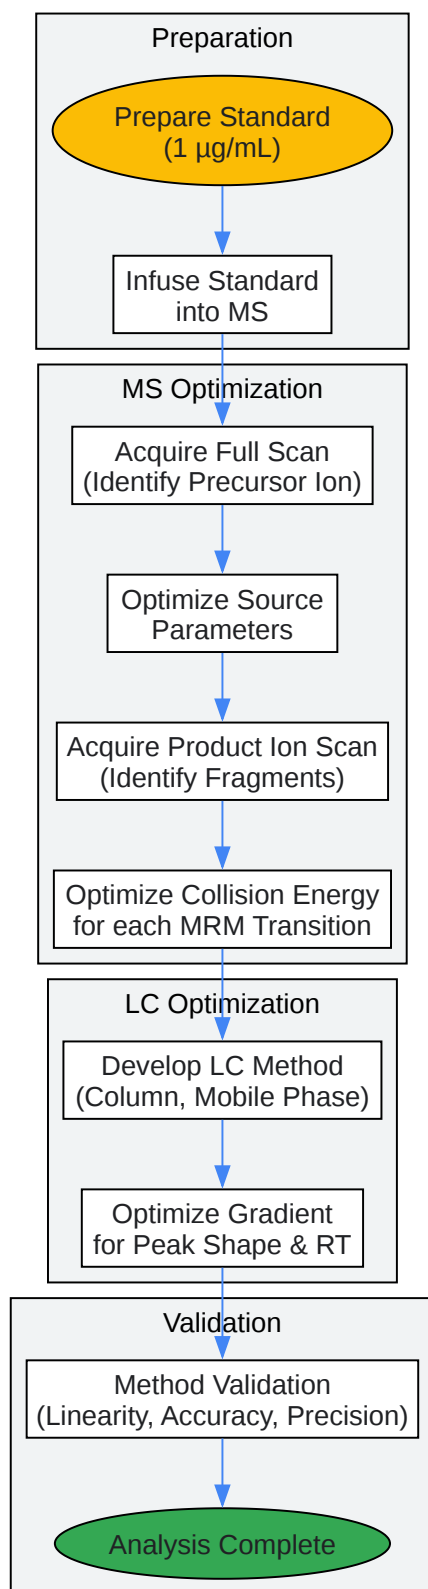 Preparation
Prepare Standard
(1 µg/mL)
Infuse Standard
into MS
MS Optimization
Acquire Full Scan
(Identify Precursor Ion)
Optimize Source
Parameters
Acquire Product Ion Scan
(Identify Fragments)
Optimize Collision Energy
for each MRM Transition
LC Optimization
Develop LC Method
(Column, Mobile Phase)
Optimize Gradient
for Peak Shape & RT
Validation
Method Validation
(Linearity, Accuracy, Precision)
Analysis Complete